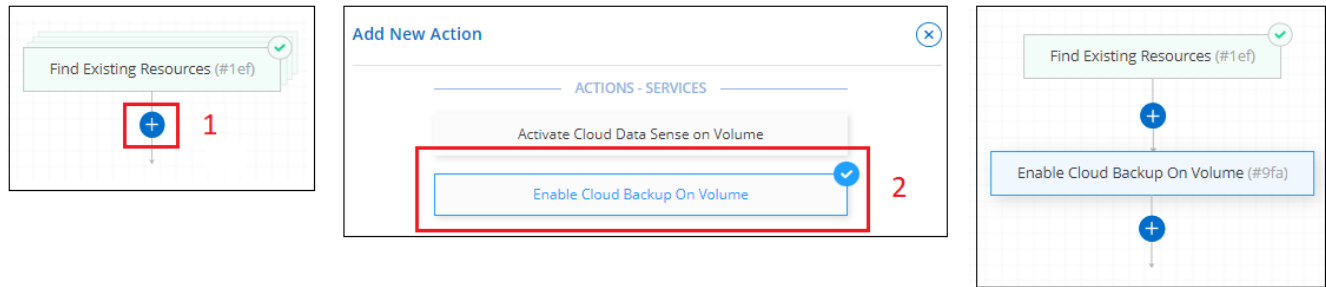 Find Existing Resources (#1ef)
1
Add New Action
ACTIONS - SERVICES
Activate Cloud Data Sense on Volume
Enable Cloud Backup On Volume
2
Find Existing Resources (#1ef)
Enable Cloud Backup On Volume (#9fa)